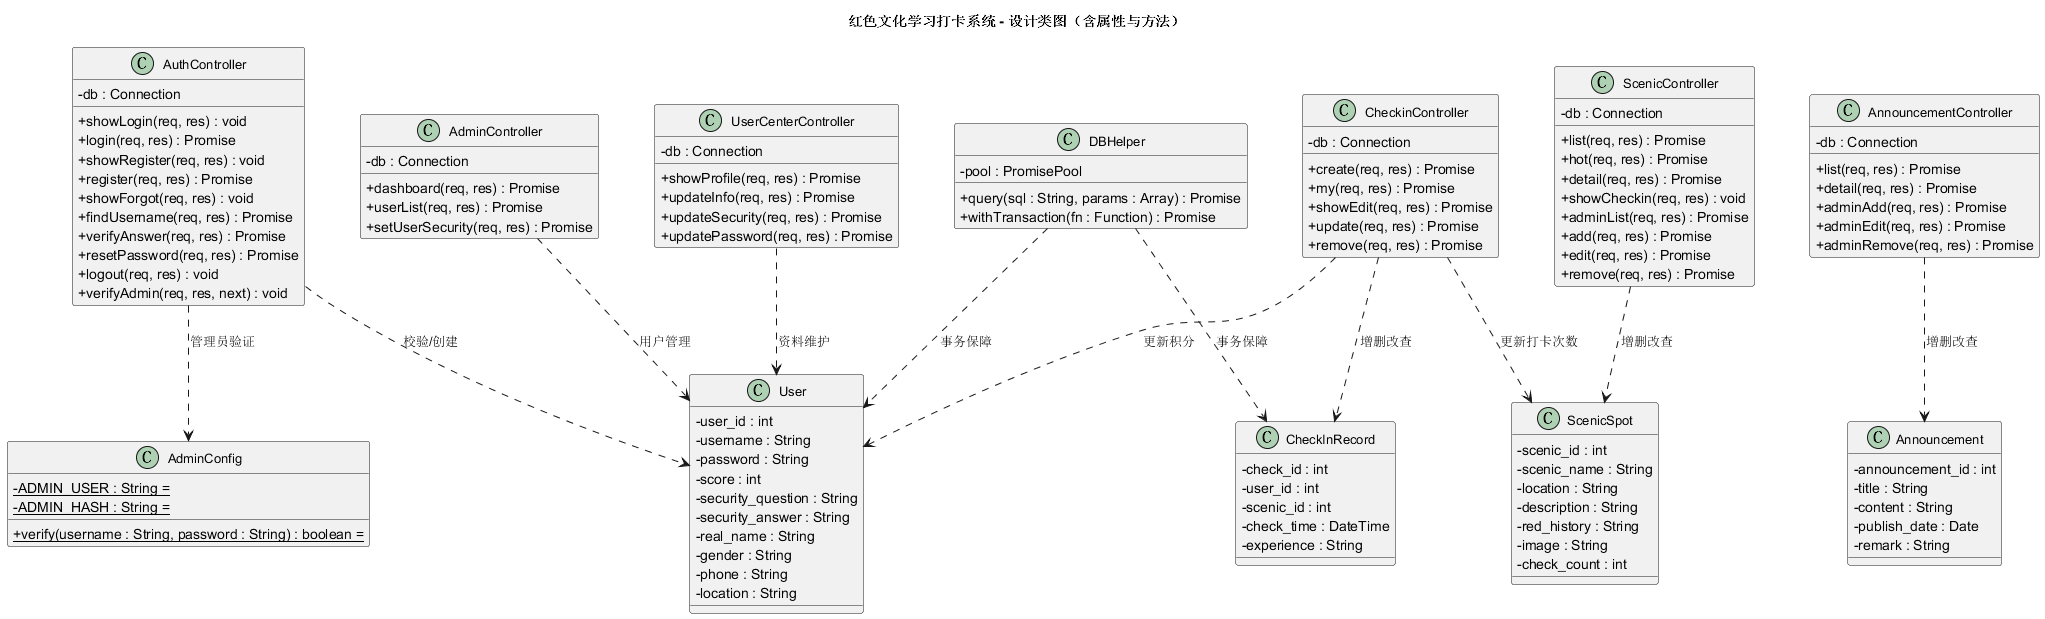 红色文化学习打卡系统 - 设计类图（含属性与方法）
C AuthController
-db : Connection
+showLogin(req, res) : void
+login(req, res) : Promise
+showRegister(req, res) : void
+register(req, res) : Promise
+showForgot(req, res) : void
+findUsername(req, res) : Promise
+verifyAnswer(req, res) : Promise
+resetPassword(req, res) : Promise
+logout(req, res) : void
+verifyAdmin(req, res, next) : void
C AdminController
-db : Connection
+dashboard(req, res) : Promise
+userList(req, res) : Promise
+setUserSecurity(req, res) : Promise
C UserCenterController
-db : Connection
+showProfile(req, res) : Promise
+updateInfo(req, res) : Promise
+updateSecurity(req, res) : Promise
+updatePassword(req, res) : Promise
C DBHelper
-pool : PromisePool
+query(sql : String, params : Array) : Promise
+withTransaction(fn : Function) : Promise
C CheckinController
-db : Connection
+create(req, res) : Promise
+my(req, res) : Promise
+showEdit(req, res) : Promise
+update(req, res) : Promise
+remove(req, res) : Promise
C ScenicController
-db : Connection
+list(req, res) : Promise
+hot(req, res) : Promise
+detail(req, res) : Promise
+showCheckin(req, res) : void
+adminList(req, res) : Promise
+add(req, res) : Promise
+edit(req, res) : Promise
+remove(req, res) : Promise
C AnnouncementController
-db : Connection
+list(req, res) : Promise
+detail(req, res) : Promise
+adminAdd(req, res) : Promise
+adminEdit(req, res) : Promise
+adminRemove(req, res) : Promise
管理员验证
校验/创建
用户管理
资料维护
事务保障
更新积分
事务保障
增删改查
更新打卡次数
增删改查
增删改查
C AdminConfig
-ADMIN_USER : String =
-ADMIN_HASH : String =
+verify(username : String, password : String) : boolean =
C User
-user_id : int
-username : String
-password : String
-score : int
-security_question : String
-security_answer : String
-real_name : String
-gender : String
-phone : String
-location : String
C CheckInRecord
-check_id : int
-user_id : int
-scenic_id : int
-check_time : DateTime
-experience : String
C ScenicSpot
-scenic_id : int
-scenic_name : String
-location : String
-description : String
-red_history : String
-image : String
-check_count : int
C Announcement
-announcement_id : int
-title : String
-content : String
-publish_date : Date
-remark : String